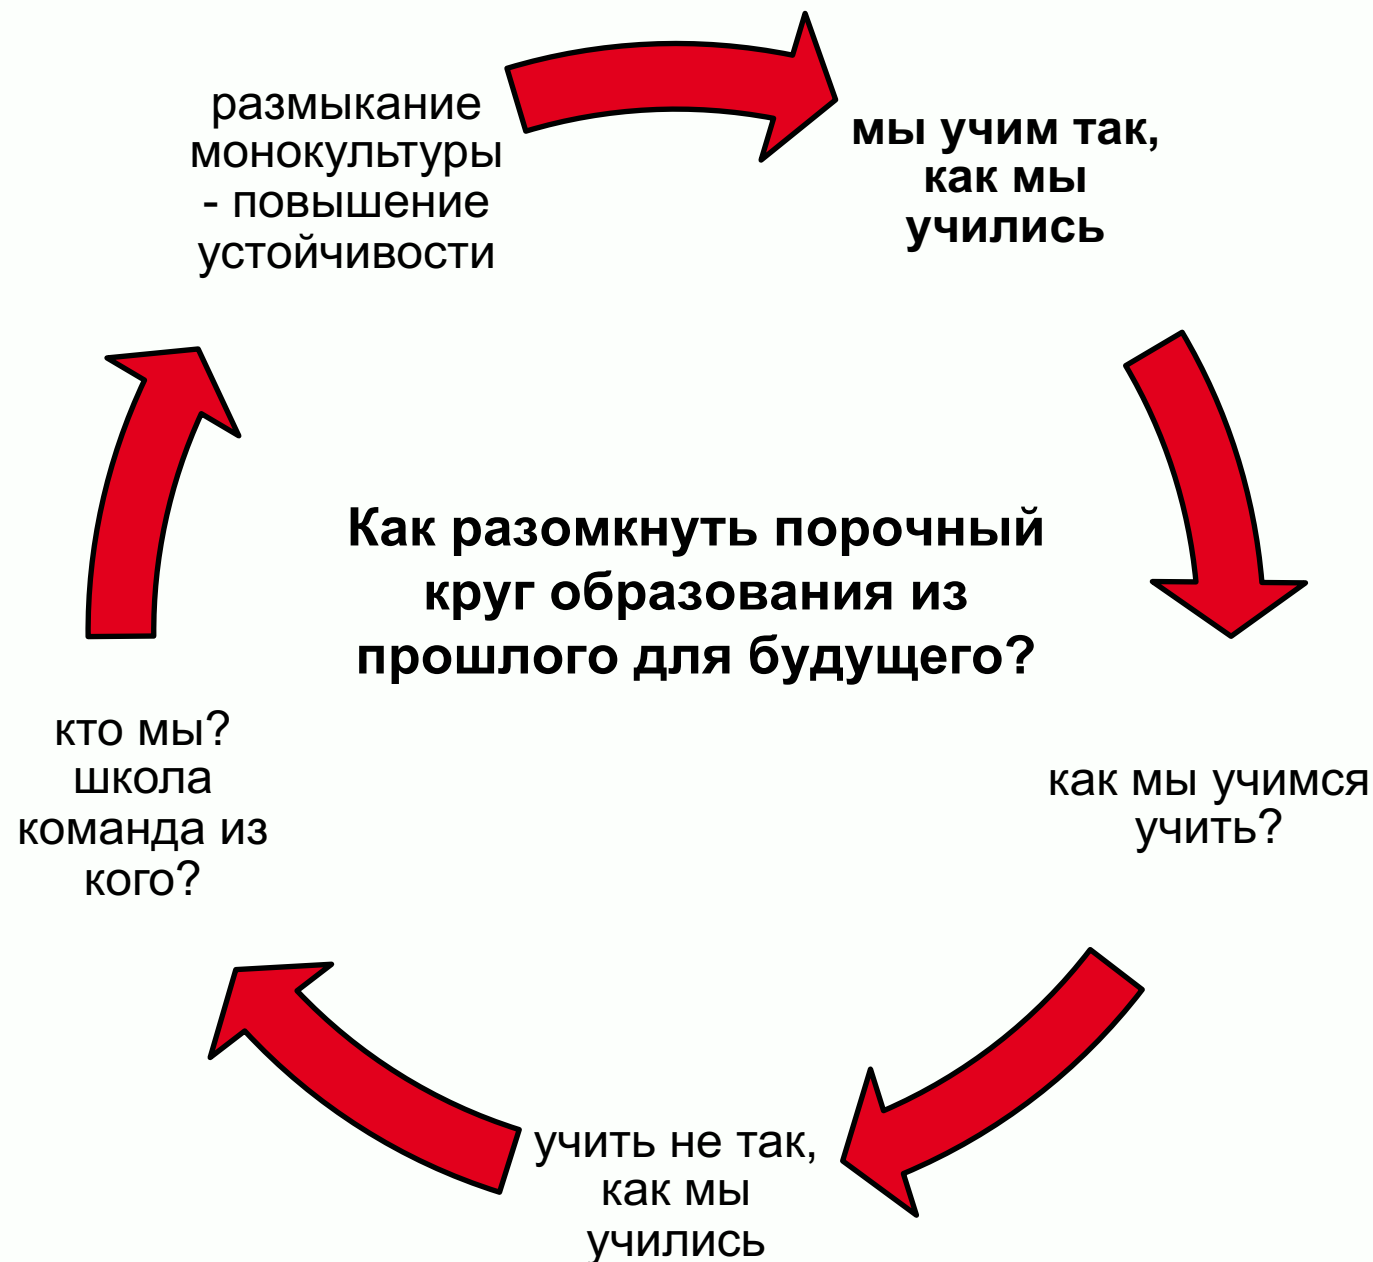 размыкание
монокультуры
- повышение
устойчивости
мы учим так,
как мы
учились
Как разомкнуть порочный
круг образования из
прошлого для будущего?
кто мы?
школа
команда из
кого?
как мы учимся
учить?
учить не так,
как мы
учились